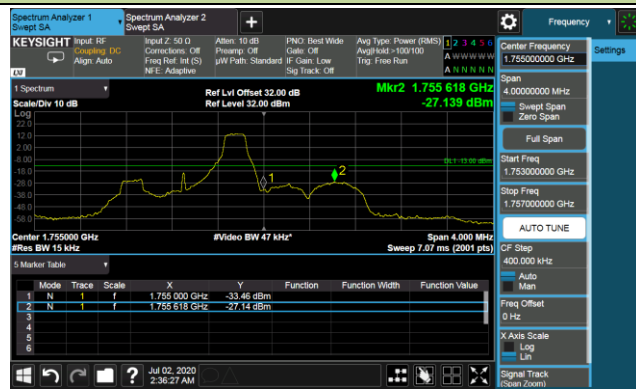 Spectrum Analyzer 1
Swept SA
Spectrum Analyzer 2
Swept SA
+
Frequency
KEYSIGHT
Input: RF
Coupling: DC
Align: Auto
Input Z: 50 Ω
Corrections: Off
Freq Ref: Int (S)
NFE: Adaptive
Atten: 10 dB
Preamp: Off
µW Path: Standard
PNO: Best Wide
Gate: Off
IF Gain: Low
Sig Track: Off
Avg Type: Power (RMS)
Avg|Hold >100/100
Trig: Free Run
1 2 3 4 5 6
A W W W W W
A N N N N N
LXI
Center Frequency
1.755000000 GHz
Settings
Span
4.00000000 MHz
Swept Span
Zero Span
Full Span
Start Freq
1.753000000 GHz
Stop Freq
1.757000000 GHz
AUTO TUNE
CF Step
400.000 kHz
Auto
Man
Freq Offset
0 Hz
X Axis Scale
Log
Lin
Signal Track
(Span Zoom)
1 Spectrum
Scale/Div 10 dB
Ref Lvl Offset 32.00 dB
Ref Level 32.00 dBm
Mkr2 1.755 618 GHz
-27.139 dBm
Log
22.0
12.0
2.00
-8.00
-18.0
-28.0
-38.0
-48.0
-58.0
DL1 -13.00 dBm
1
2
Center 1.755000 GHz
#Res BW 15 kHz
#Video BW 47 kHz*
Span 4.000 MHz
Sweep 7.07 ms (2001 pts)
5 Marker Table
Mode Trace Scale X Y Function Function Width Function Value
1 N 1 f 1.755 000 GHz -33.46 dBm
2 N 1 f 1.755 618 GHz -27.14 dBm
3
4
5
6
?
Jul 02, 2020
2:36:27 AM